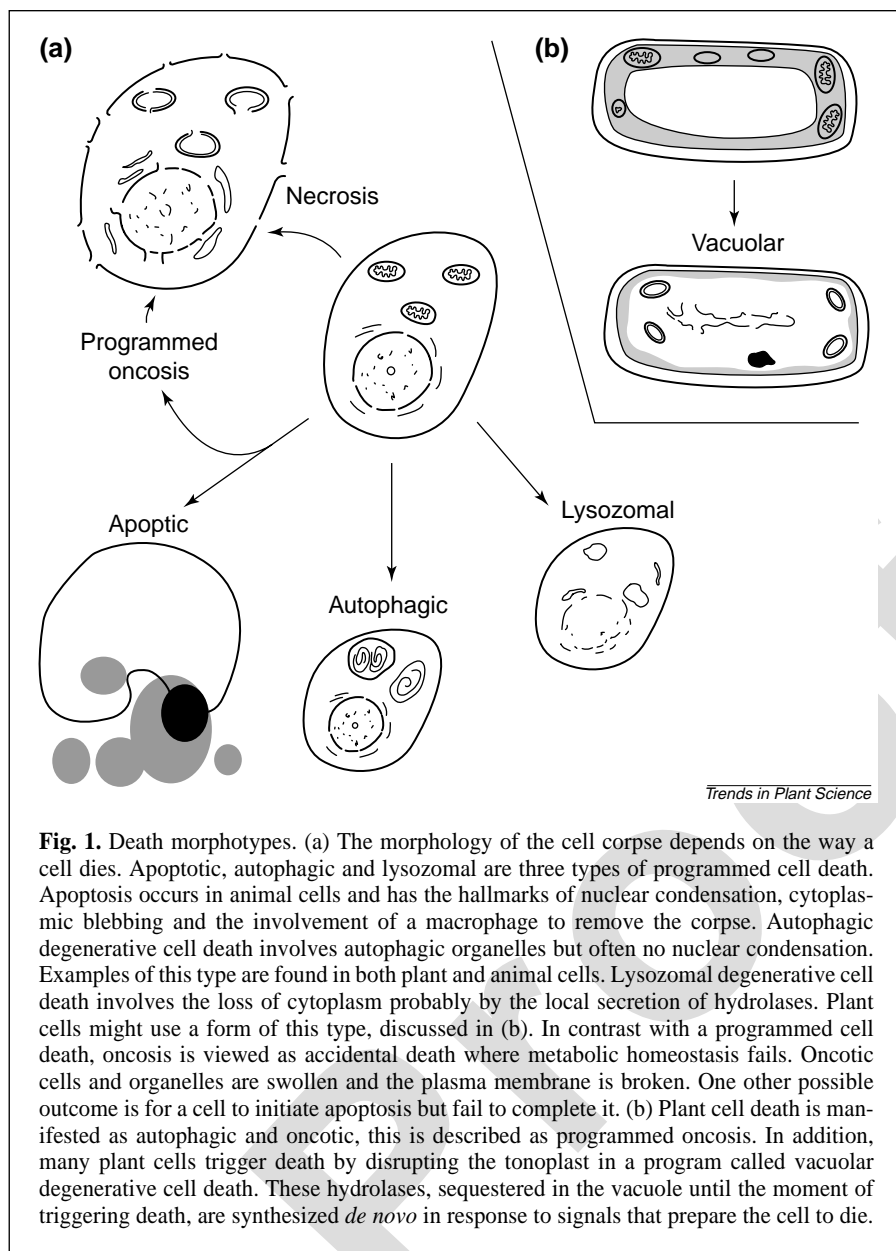 (a)
(b)
Necrosis
Vacuolar
Programmed
oncosis
Apoptic
Lysozomal
Autophagic
Trends in Plant Science
Fig. 1. Death morphotypes. (a) The morphology of the cell corpse depends on the way a
cell dies. Apoptotic, autophagic and lysozomal are three types of programmed cell death.
Apoptosis occurs in animal cells and has the hallmarks of nuclear condensation, cytoplas-
mic blebbing and the involvement of a macrophage to remove the corpse. Autophagic
degenerative cell death involves autophagic organelles but often no nuclear condensation.
Examples of this type are found in both plant and animal cells. Lysozomal degenerative cell
death involves the loss of cytoplasm probably by the local secretion of hydrolases. Plant
cells might use a form of this type, discussed in (b). In contrast with a programmed cell
death, oncosis is viewed as accidental death where metabolic homeostasis fails. Oncotic
cells and organelles are swollen and the plasma membrane is broken. One other possible
outcome is for a cell to initiate apoptosis but fail to complete it. (b) Plant cell death is man-
ifested as autophagic and oncotic, this is described as programmed oncosis. In addition,
many plant cells trigger death by disrupting the tonoplast in a program called vacuolar
degenerative cell death. These hydrolases, sequestered in the vacuole until the moment of
triggering death, are synthesized de novo in response to signals that prepare the cell to die.